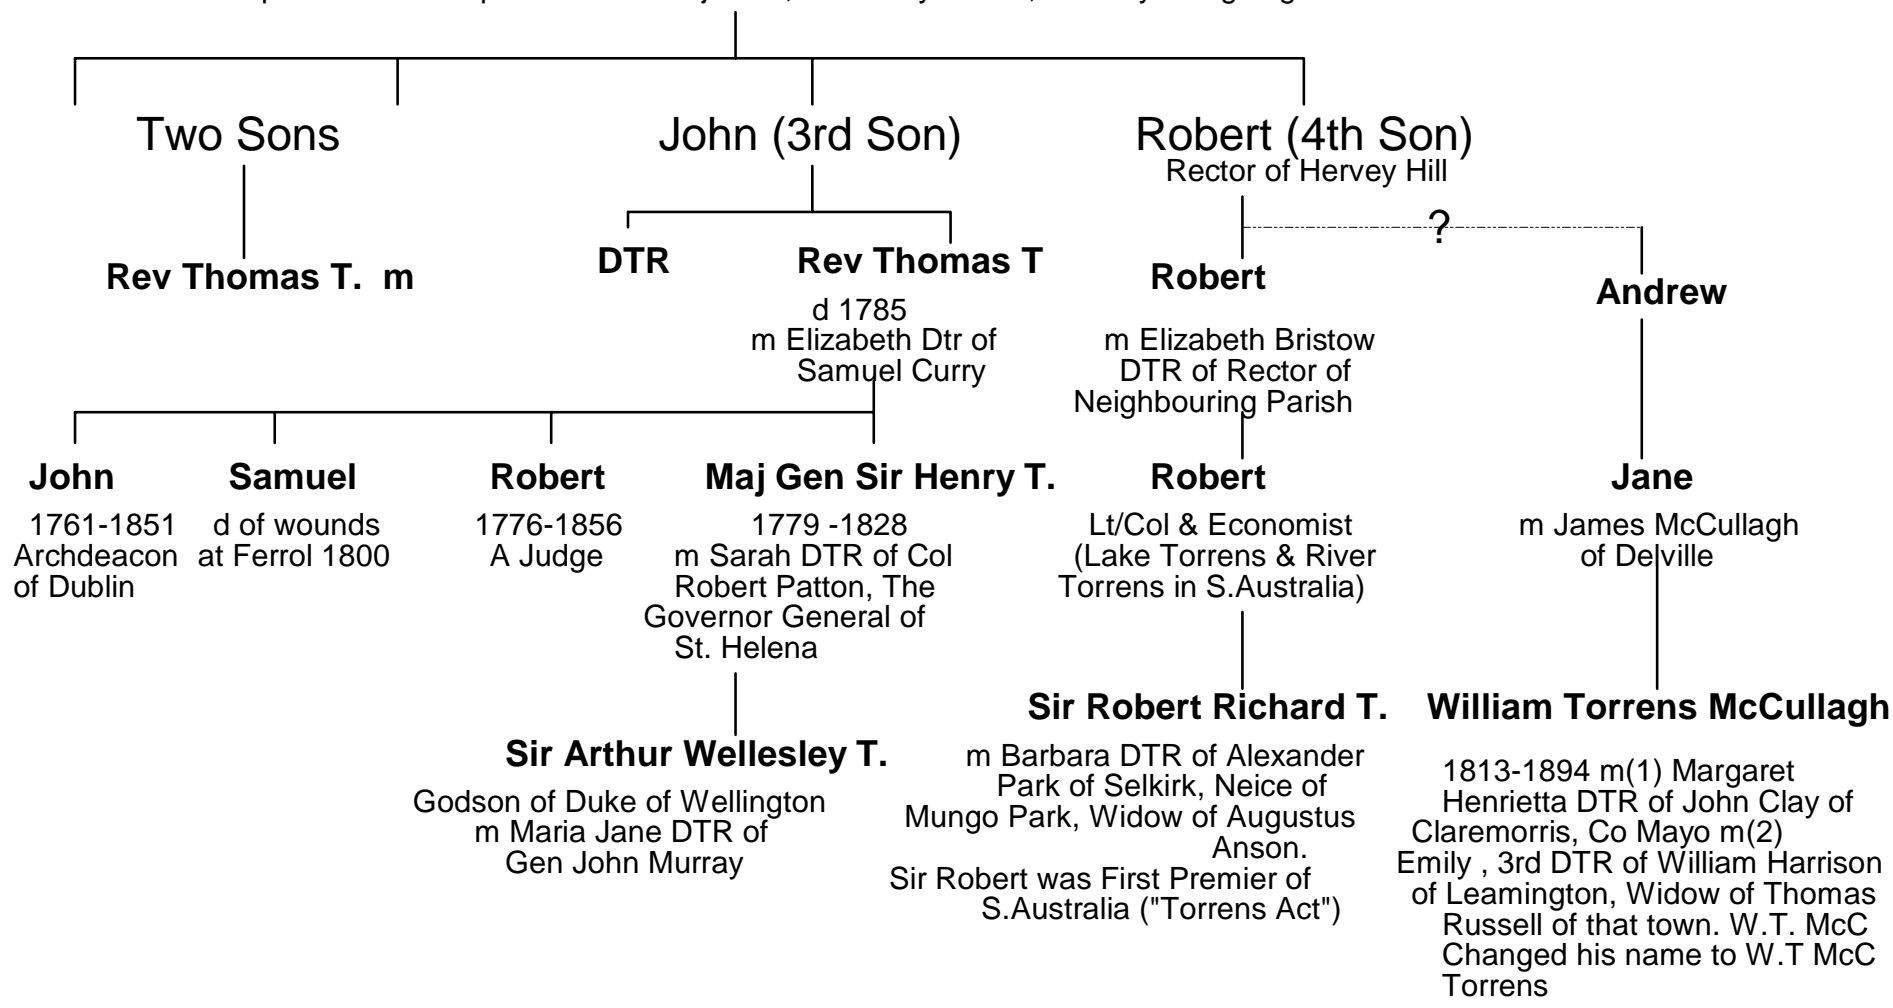 Two Sons
John (3rd Son)
Robert (4th Son)
Rector of Hervey Hill
?
Rev Thomas T. m
DTR
Rev Thomas T
d 1785
m Elizabeth Dtr of
Samuel Curry
Robert
m Elizabeth Bristow
DTR of Rector of
Neighbouring Parish
Andrew
John
1761-1851
Archdeacon
of Dublin
Samuel
d of wounds
at Ferrol 1800
Robert
1776-1856
A Judge
Maj Gen Sir Henry T.
1779 -1828
m Sarah DTR of Col
Robert Patton, The
Governor General of
St. Helena
Robert
Lt/Col & Economist
(Lake Torrens & River
Torrens in S.Australia)
Jane
m James McCullagh
of Delville
Sir Arthur Wellesley T.
Godson of Duke of Wellington
m Maria Jane DTR of
Gen John Murray
Sir Robert Richard T.
m Barbara DTR of Alexander
Park of Selkirk, Neice of
Mungo Park, Widow of Augustus
Anson.
Sir Robert was First Premier of
S.Australia ("Torrens Act")
William Torrens McCullagh
1813-1894 m(1) Margaret
Henrietta DTR of John Clay of
Claremorris, Co Mayo m(2)
Emily , 3rd DTR of William Harrison
of Leamington, Widow of Thomas
Russell of that town. W.T. McC
Changed his name to W.T McC
Torrens